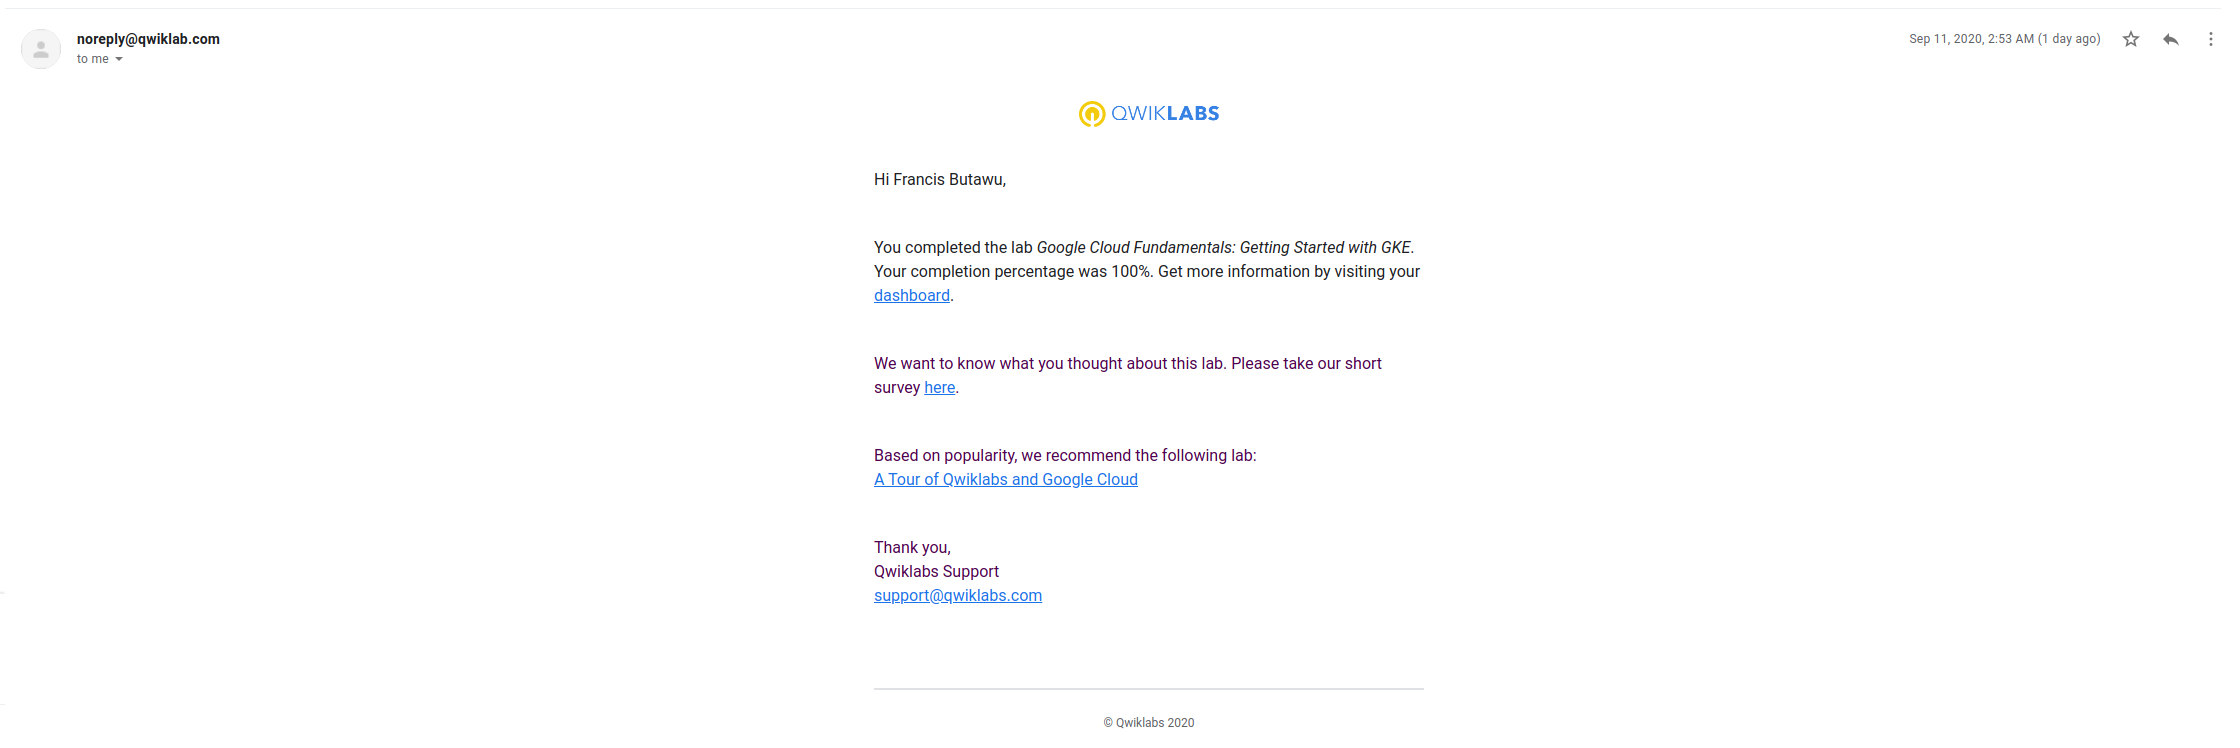 noreply@qwiklab.com
Sep 11, 2020, 2:53 AM (1 day ago)
to me
QWIKLABS
Hi Francis Butawu,
You completed the lab Google Cloud Fundamentals: Getting Started with GKE.
Your completion percentage was 100%. Get more information by visiting your
dashboard.
We want to know what you thought about this lab. Please take our short
survey here.
Based on popularity, we recommend the following lab:
A Tour of Qwiklabs and Google Cloud
Thank you,
Qwiklabs Support
support@qwiklabs.com
© Qwiklabs 2020